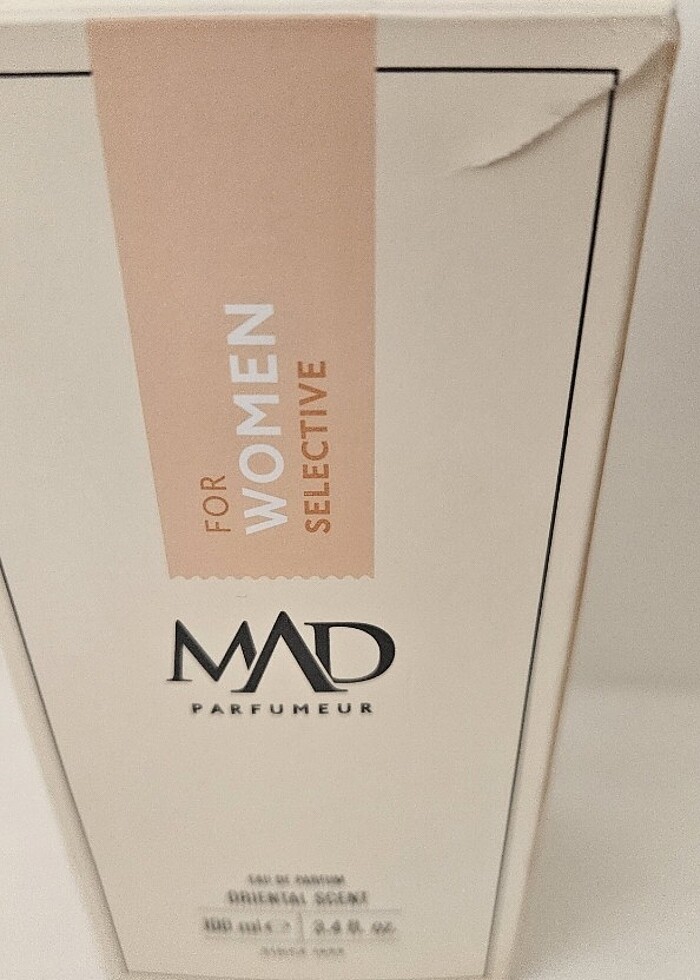 FOR
WOMEN
SELECTIVE
MAD
PARFUMEUR
EAU DE PARFUM
ORIENTAL SCENT
100 ml ℮ | 3.4 fl. oz.